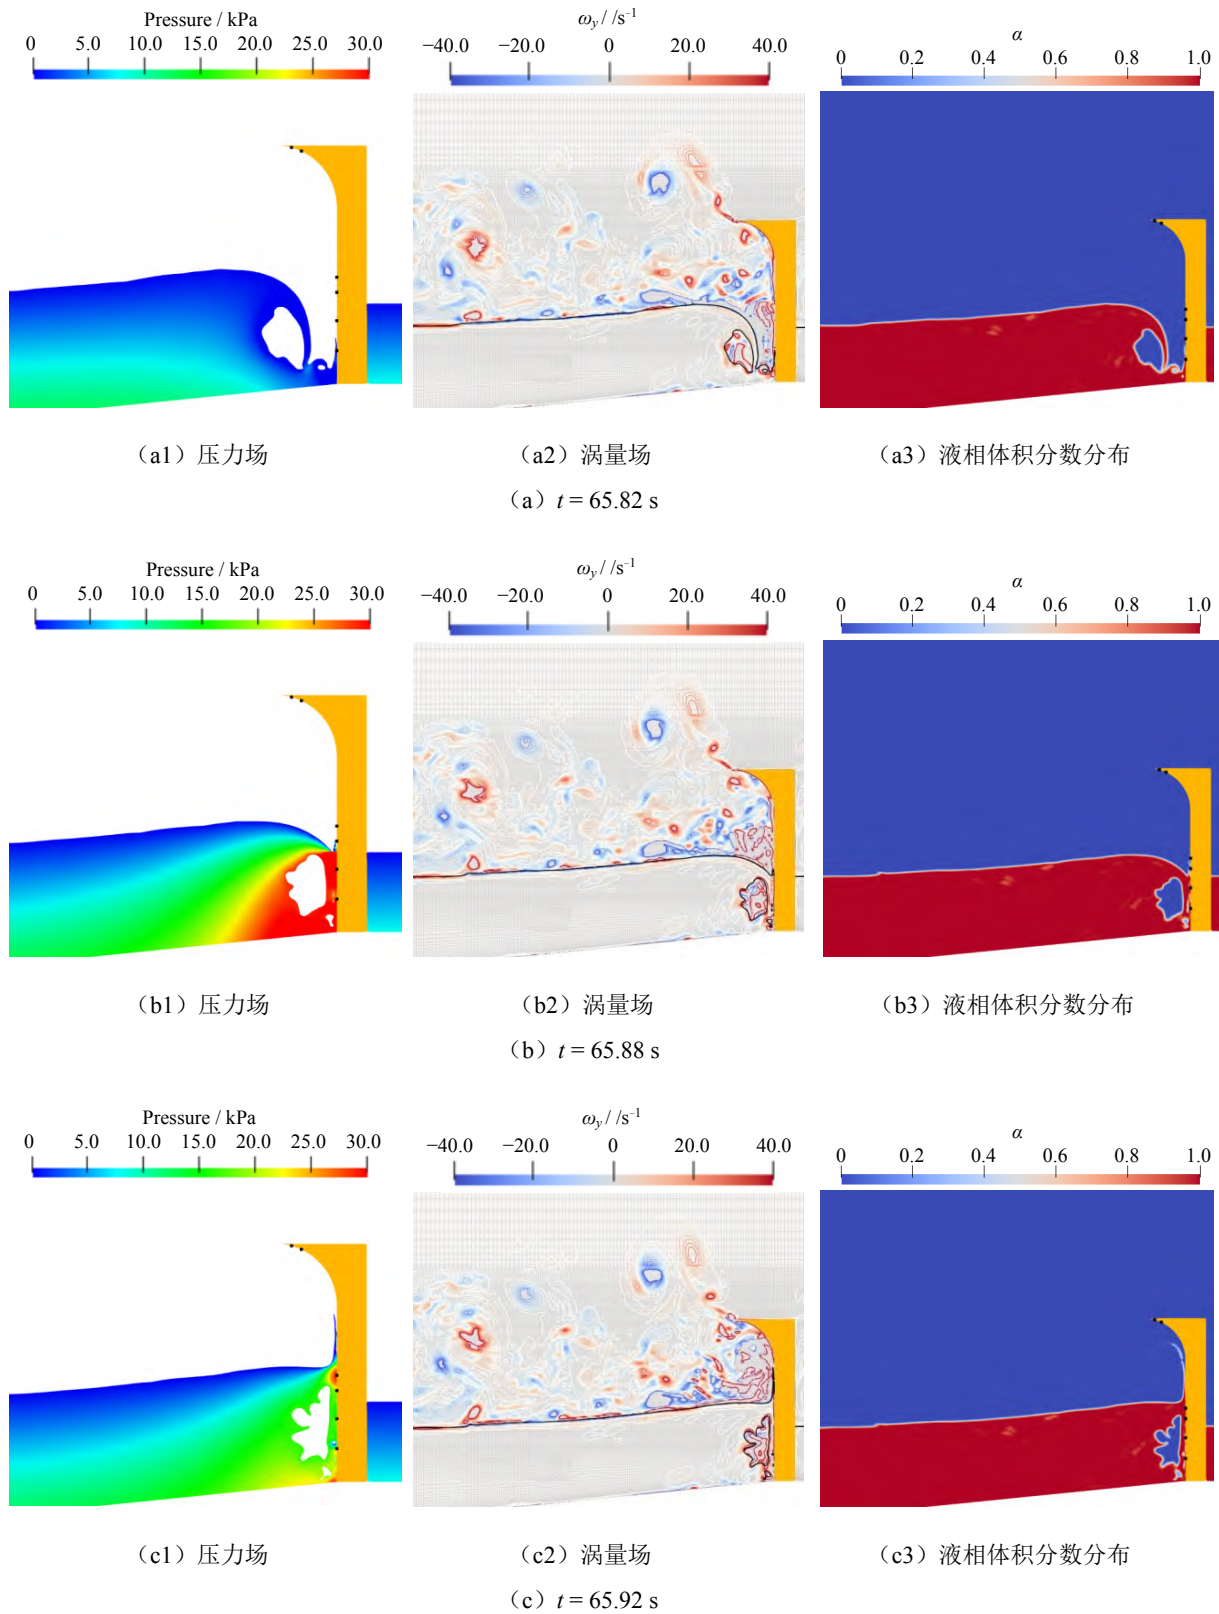 Pressure / kPa
0 5.0 10.0 15.0 20.0 25.0 30.0
ω_y / /s⁻¹
−40.0 −20.0 0 20.0 40.0
α
0 0.2 0.4 0.6 0.8 1.0
（a1）压力场
（a2）涡量场
（a3）液相体积分数分布
（a）t = 65.82 s
Pressure / kPa
0 5.0 10.0 15.0 20.0 25.0 30.0
ω_y / /s⁻¹
−40.0 −20.0 0 20.0 40.0
α
0 0.2 0.4 0.6 0.8 1.0
（b1）压力场
（b2）涡量场
（b3）液相体积分数分布
（b）t = 65.88 s
Pressure / kPa
0 5.0 10.0 15.0 20.0 25.0 30.0
ω_y / /s⁻¹
−40.0 −20.0 0 20.0 40.0
α
0 0.2 0.4 0.6 0.8 1.0
（c1）压力场
（c2）涡量场
（c3）液相体积分数分布
（c）t = 65.92 s